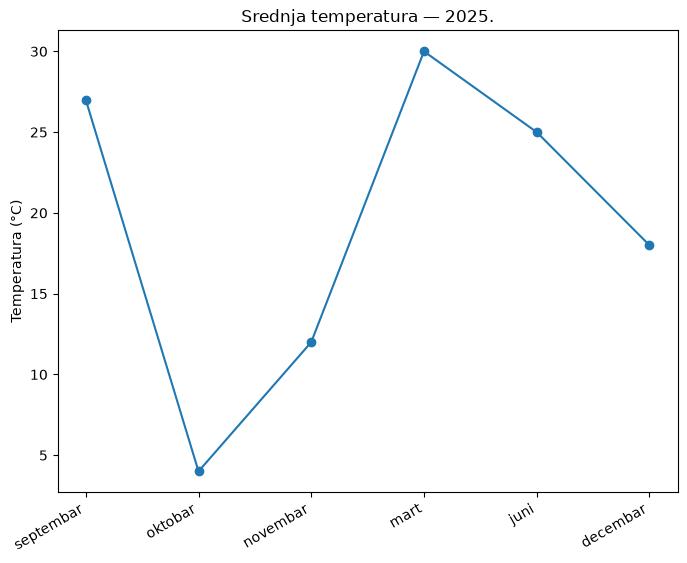 Srednja temperatura — 2025.
Temperatura (°C)
30
25
20
15
10
5
septembar
oktobar
novembar
mart
juni
decembar